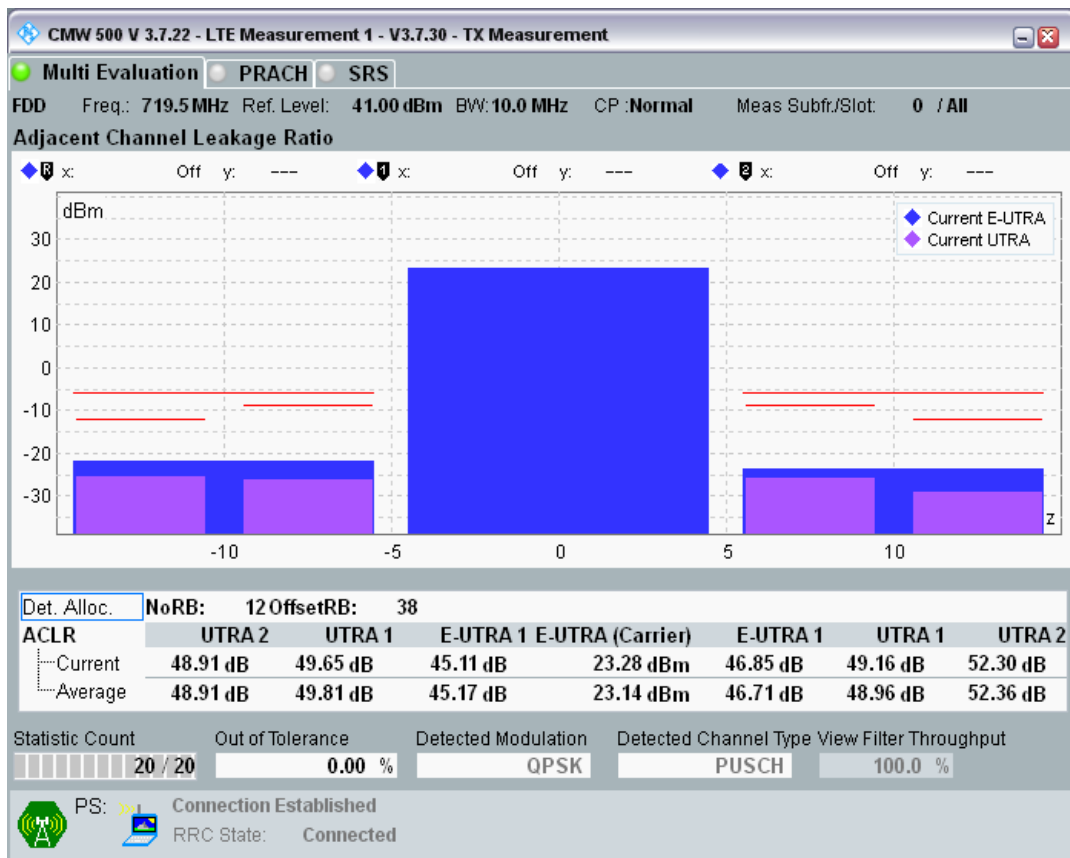 CMW 500 V 3.7.22 - LTE Measurement 1 - V3.7.30 - TX Measurement
Multi Evaluation PRACH SRS
FDD Freq.: 719.5 MHz Ref. Level: 41.00 dBm BW: 10.0 MHz CP :Normal Meas Subfr./Slot: 0 / All
Adjacent Channel Leakage Ratio
R x: Off y: --- 1 x: Off y: --- 2 x: Off y: ---
dBm
Current E-UTRA
Current UTRA
30
20
10
0
-10
-20
-30
z
-10 -5 0 5 10
Det. Alloc. NoRB: 12 OffsetRB: 38
ACLR UTRA 2 UTRA 1 E-UTRA 1 E-UTRA (Carrier) E-UTRA 1 UTRA 1 UTRA 2
Current 48.91 dB 49.65 dB 45.11 dB 23.28 dBm 46.85 dB 49.16 dB 52.30 dB
Average 48.91 dB 49.81 dB 45.17 dB 23.14 dBm 46.71 dB 48.96 dB 52.36 dB
Statistic Count Out of Tolerance Detected Modulation Detected Channel Type View Filter Throughput
20 / 20 0.00 % QPSK PUSCH 100.0 %
PS: Connection Established
RRC State: Connected